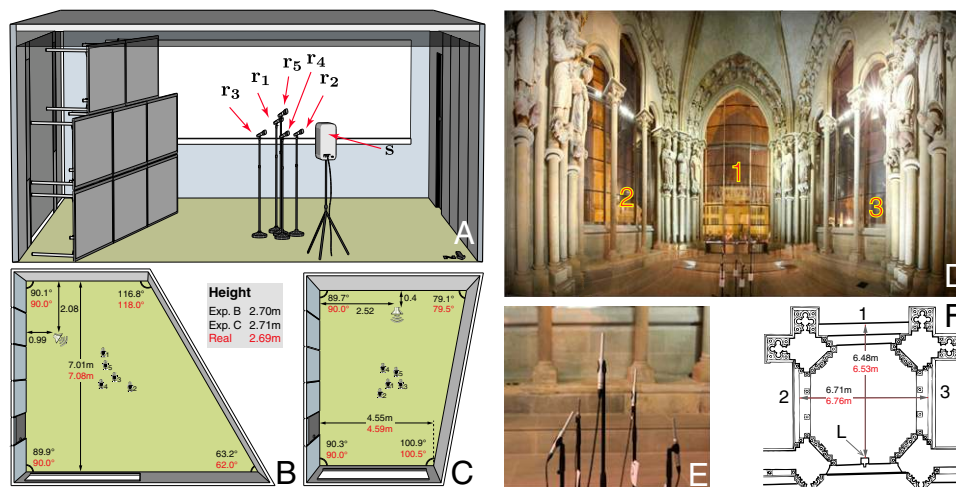 r₃
r₁
r₅
r₄
r₂
s
A
90.1°
90.0°
116.8°
118.0°
2.08
0.99
7.01m
7.08m
1
5
3
4
2
89.9°
90.0°
63.2°
62.0°
B
Height
Exp. B 2.70m
Exp. C 2.71m
Real 2.69m
89.7°
90.0°
79.1°
79.5°
0.4
2.52
4
5
1
3
2
4.55m
4.59m
90.3°
90.0°
100.9°
100.5°
C
1
2
3
D
E
F
1
6.48m
6.53m
6.71m
6.76m
2
3
L